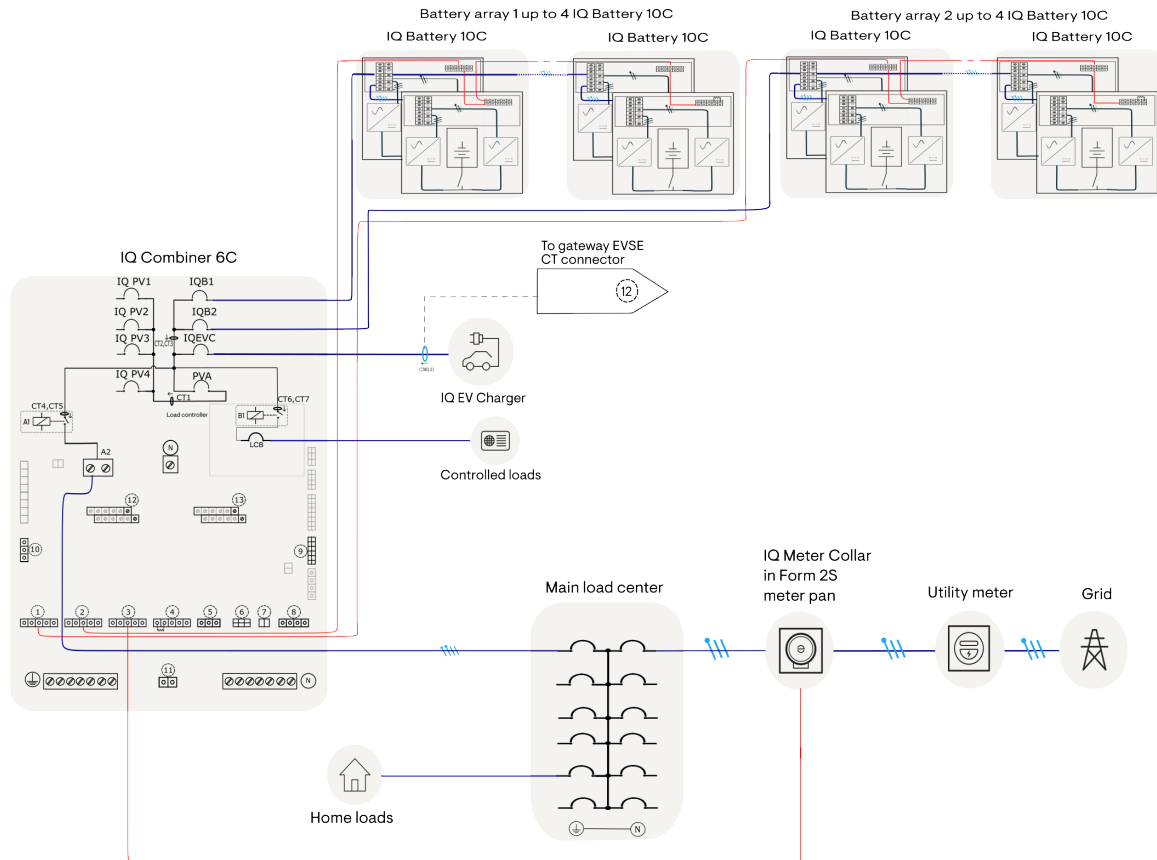 Battery array 1 up to 4 IQ Battery 10C
Battery array 2 up to 4 IQ Battery 10C
IQ Battery 10C
IQ Battery 10C
IQ Battery 10C
IQ Battery 10C
To gateway EVSE
CT connector
12
IQ Combiner 6C
IQ PV1
IQB1
IQ PV2
IQB2
CT2,CT3
IQ PV3
IQEVC
IQ PV4
PVA
CT1
CT4,CT5
CT6,CT7
Load controller
A1
B1
LCB
N
A2
IQ EV Charger
Controlled loads
12
13
10
9
1
2
3
4
5
6
7
8
11
N
Main load center
IQ Meter Collar
in Form 2S
meter pan
Utility meter
Grid
Home loads
N